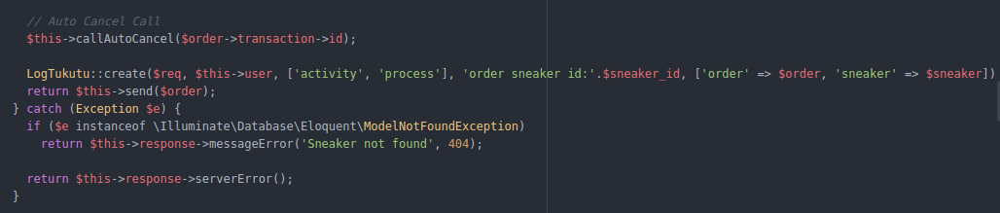 // Auto Cancel Call
$this->callAutoCancel($order->transaction->id);
LogTukutu::create($req, $this->user, ['activity', 'process'], 'order sneaker id:'.$sneaker_id, ['order' => $order, 'sneaker' => $sneaker])
return $this->send($order);
} catch (Exception $e) {
if ($e instanceof \Illuminate\Database\Eloquent\ModelNotFoundException)
return $this->response->messageError('Sneaker not found', 404);
return $this->response->serverError();
}